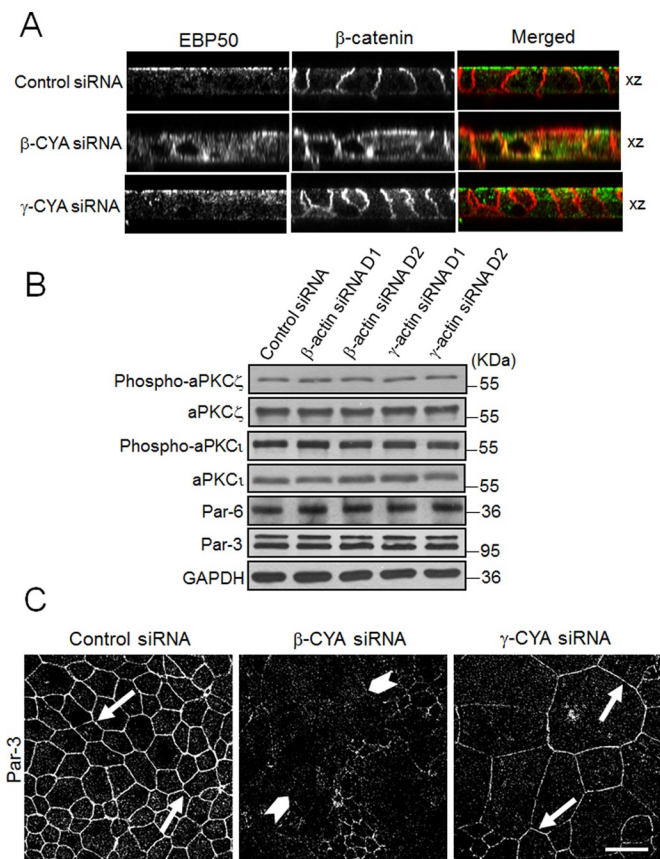 A
EBP50 β-catenin Merged
Control siRNA xz
β-CYA siRNA xz
γ-CYA siRNA xz
B
Control siRNA
β-actin siRNA D1
β-actin siRNA D2
γ-actin siRNA D1
γ-actin siRNA D2
(KDa)
Phospho-aPKCζ 55
aPKCζ 55
Phospho-aPKCι 55
aPKCι 55
Par-6 36
Par-3 95
GAPDH 36
C
Control siRNA β-CYA siRNA γ-CYA siRNA
Par-3